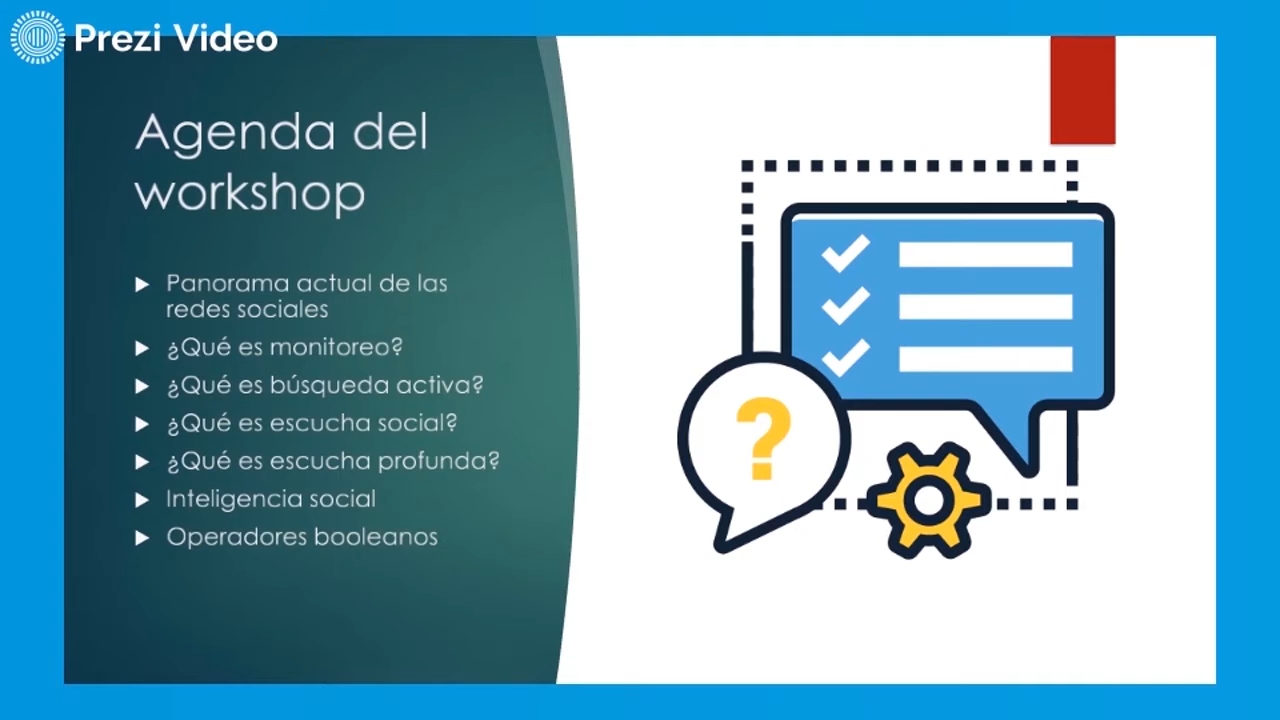 Prezi Video
Agenda del
workshop
Panorama actual de las
redes sociales
¿Qué es monitoreo?
¿Qué es búsqueda activa?
¿Qué es escucha social?
¿Qué es escucha profunda?
Inteligencia social
Operadores booleanos
?